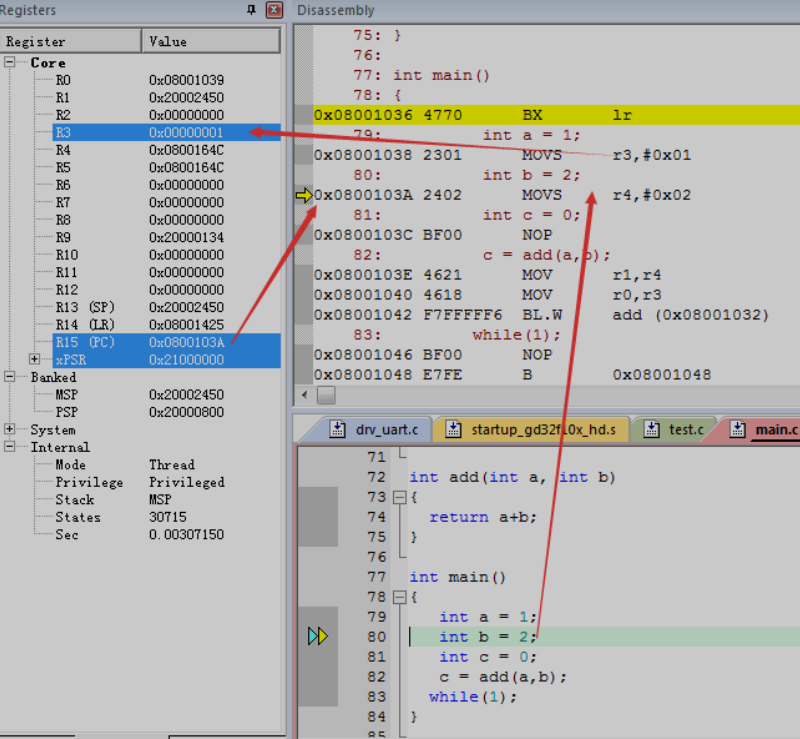 Registers
Register Value
Core
R0 0x08001039
R1 0x20002450
R2 0x00000000
R3 0x00000001
R4 0x0800164C
R5 0x0800164C
R6 0x00000000
R7 0x00000000
R8 0x00000000
R9 0x20000134
R10 0x00000000
R11 0x00000000
R12 0x00000000
R13 (SP) 0x20002450
R14 (LR) 0x08001425
R15 (PC) 0x0800103A
xPSR 0x21000000
Banked
MSP 0x20002450
PSP 0x20000800
System
Internal
Mode Thread
Privilege Privileged
Stack MSP
States 30715
Sec 0.00307150
Disassembly
75: }
76:
77: int main()
78: {
0x08001036 4770 BX lr
79: int a = 1;
0x08001038 2301 MOVS r3,#0x01
80: int b = 2;
0x0800103A 2402 MOVS r4,#0x02
81: int c = 0;
0x0800103C BF00 NOP
82: c = add(a,b);
0x0800103E 4621 MOV r1,r4
0x08001040 4618 MOV r0,r3
0x08001042 F7FFFFF6 BL.W add (0x08001032)
83: while(1);
0x08001046 BF00 NOP
0x08001048 E7FE B 0x08001048
drv_uart.c startup_gd32f10x_hd.s test.c main.c
71
72 int add(int a, int b)
73 {
74 return a+b;
75 }
76
77 int main()
78 {
79 int a = 1;
80 int b = 2;
81 int c = 0;
82 c = add(a,b);
83 while(1);
84 }
85